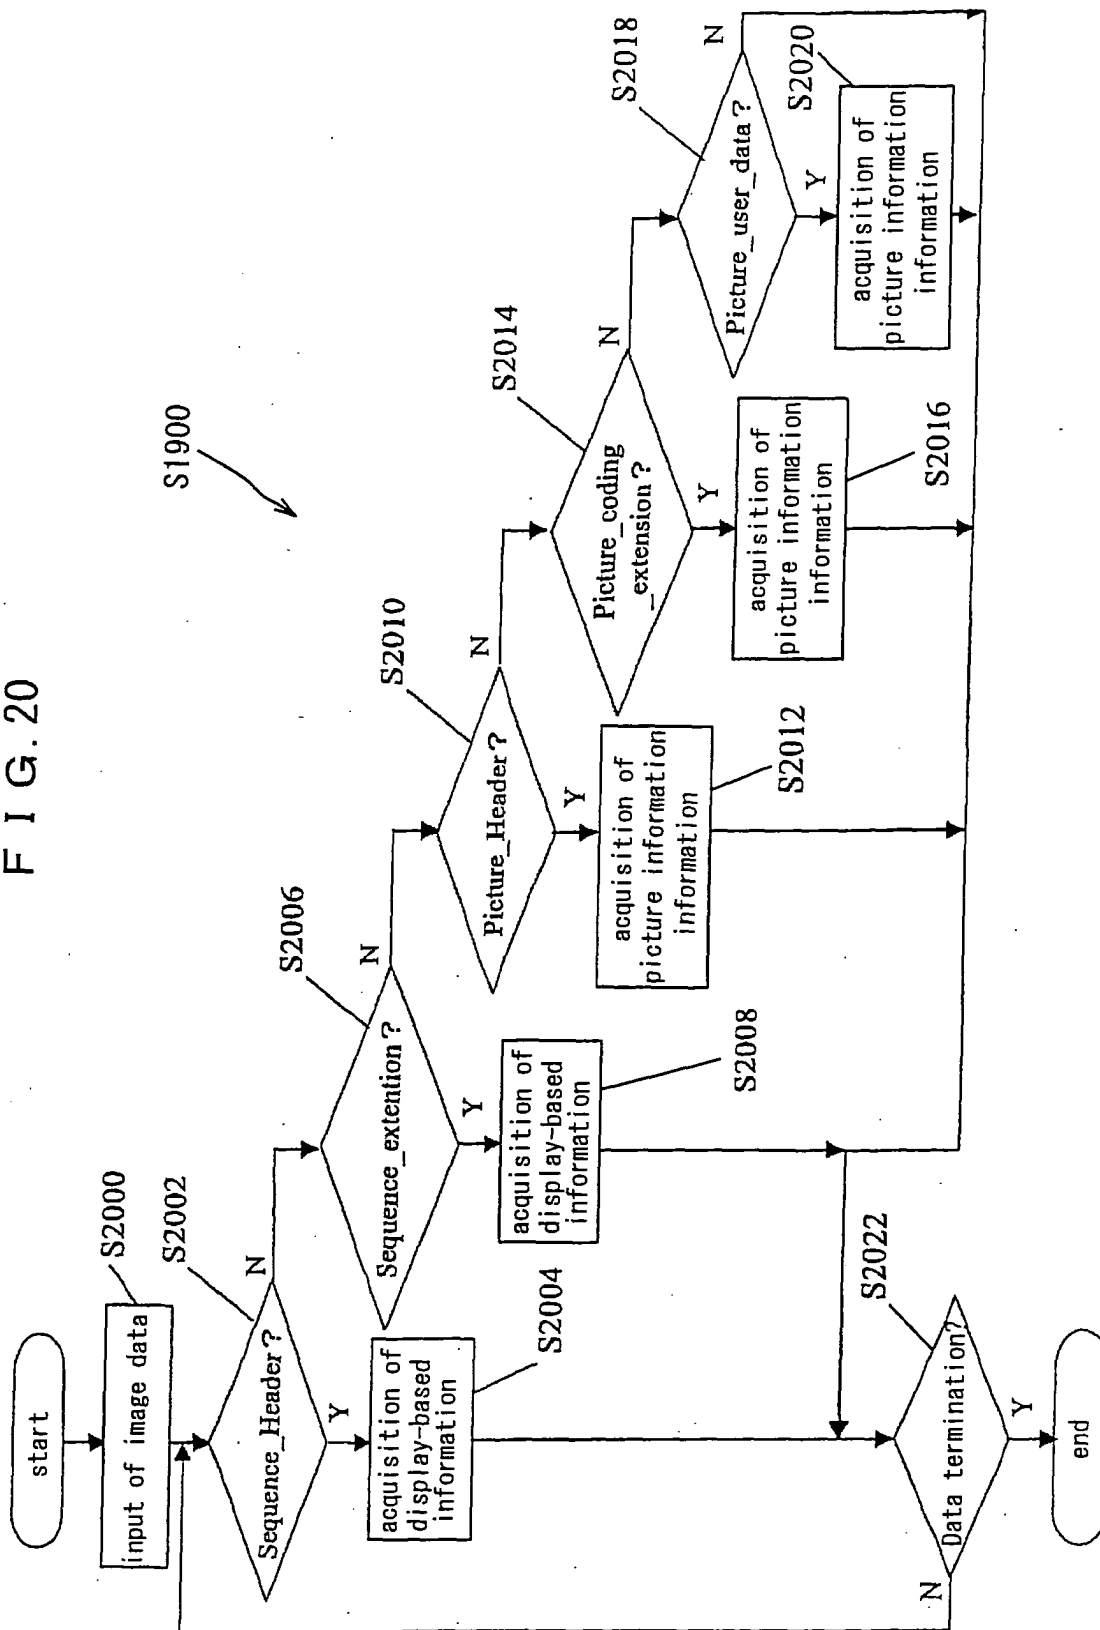 F I G. 20
S1900
start
S2000
input of image data
S2002
Sequence_Header?
N
Y
S2004
acquisition of
display-based
information
S2006
Sequence_extention?
N
Y
S2008
acquisition of
display-based
information
S2010
Picture_Header?
N
Y
S2012
acquisition of
picture information
information
S2014
Picture_coding
_extension?
N
Y
S2016
acquisition of
picture information
information
S2018
Picture_user_data?
N
Y
S2020
acquisition of
picture information
information
S2022
Data termination?
N
Y
end